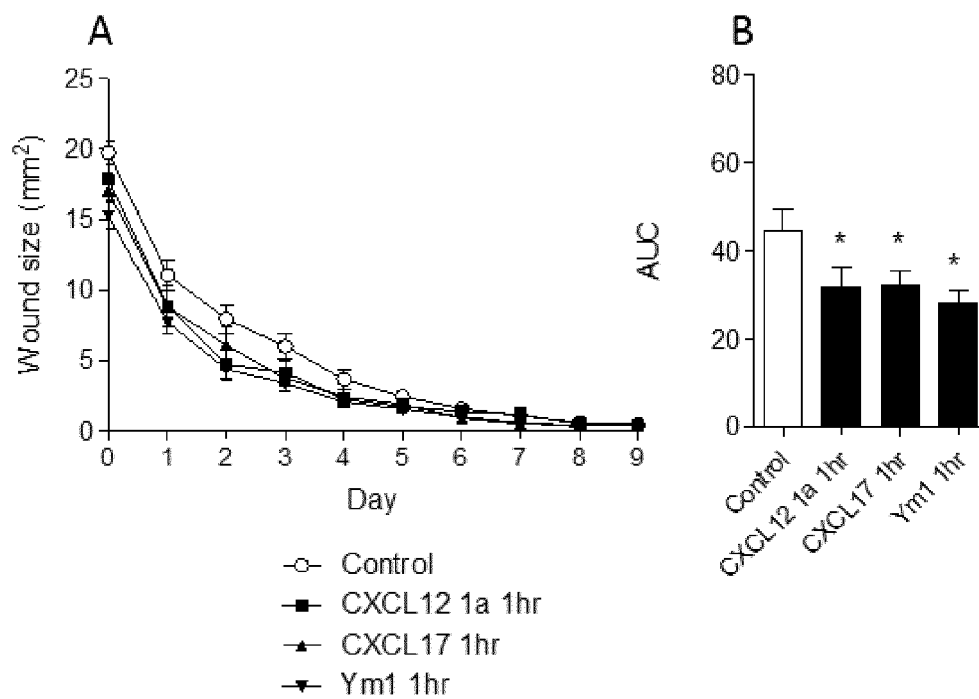 A
Wound size (mm²)
25
20
15
10
5
0
0 1 2 3 4 5 6 7 8 9
Day
Control
CXCL12 1a 1hr
CXCL17 1hr
Ym1 1hr
B
AUC
80
60
40
20
0
* * *
Control
CXCL12 1a 1hr
CXCL17 1hr
Ym1 1hr